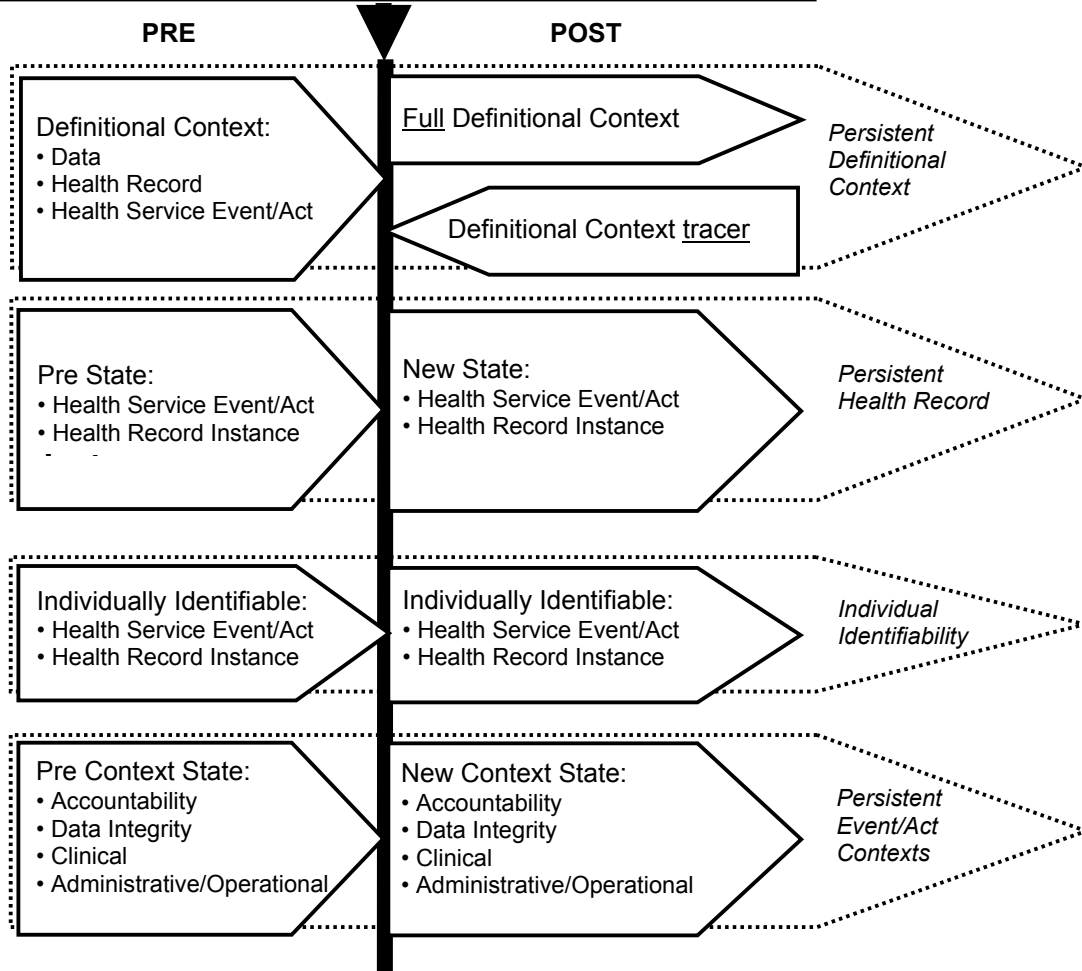 PRE
POST
Definitional Context:
• Data
• Health Record
• Health Service Event/Act
Full Definitional Context
Definitional Context tracer
Persistent
Definitional
Context
Pre State:
• Health Service Event/Act
• Health Record Instance
New State:
• Health Service Event/Act
• Health Record Instance
Persistent
Health Record
Individually Identifiable:
• Health Service Event/Act
• Health Record Instance
Individually Identifiable:
• Health Service Event/Act
• Health Record Instance
Individual
Identifiability
Pre Context State:
• Accountability
• Data Integrity
• Clinical
• Administrative/Operational
New Context State:
• Accountability
• Data Integrity
• Clinical
• Administrative/Operational
Persistent
Event/Act
Contexts